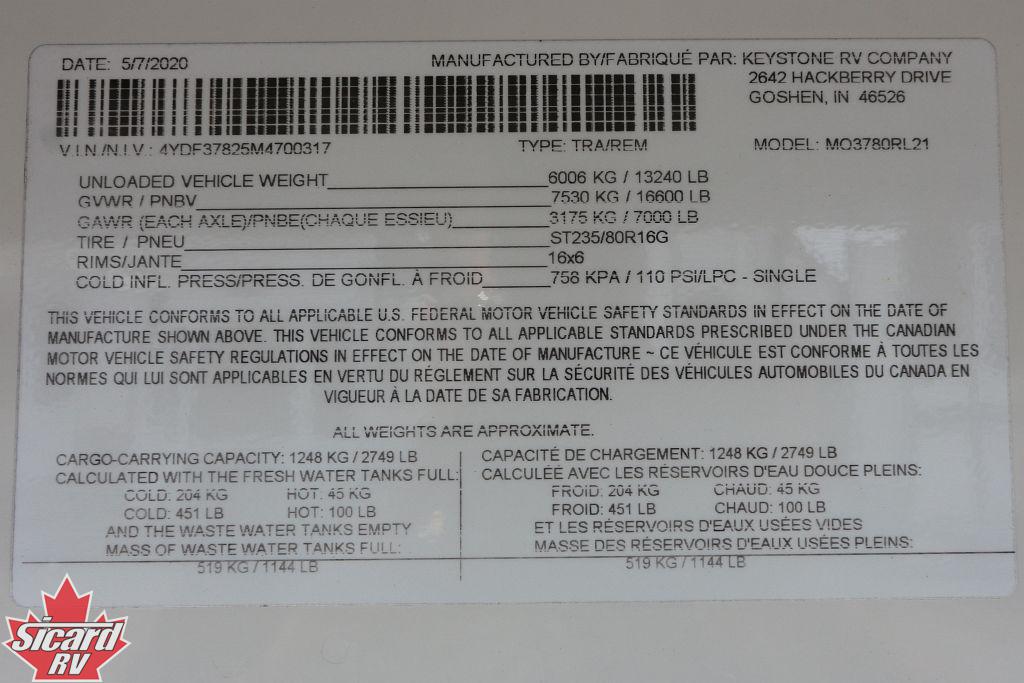 DATE: 5/7/2020
MANUFACTURED BY/FABRIQUÉ PAR: KEYSTONE RV COMPANY
2642 HACKBERRY DRIVE
GOSHEN, IN 46526
V.I.N./N.I.V.: 4YDF37825M4700317 TYPE: TRA/REM MODEL: MO3780RL21
UNLOADED VEHICLE WEIGHT 6006 KG / 13240 LB
GVWR / PNBV 7530 KG / 16600 LB
GAWR (EACH AXLE)/PNBE(CHAQUE ESSIEU) 3175 KG / 7000 LB
TIRE / PNEU ST235/80R16G
RIMS/JANTE 16x6
COLD INFL. PRESS/PRESS. DE GONFL. À FROID 758 KPA / 110 PSI/LPC - SINGLE
THIS VEHICLE CONFORMS TO ALL APPLICABLE U.S. FEDERAL MOTOR VEHICLE SAFETY STANDARDS IN EFFECT ON THE DATE OF
MANUFACTURE SHOWN ABOVE. THIS VEHICLE CONFORMS TO ALL APPLICABLE STANDARDS PRESCRIBED UNDER THE CANADIAN
MOTOR VEHICLE SAFETY REGULATIONS IN EFFECT ON THE DATE OF MANUFACTURE ~ CE VÉHICULE EST CONFORME À TOUTES LES
NORMES QUI LUI SONT APPLICABLES EN VERTU DU RÉGLEMENT SUR LA SÉCURITÉ DES VÉHICULES AUTOMOBILES DU CANADA EN
VIGUEUR À LA DATE DE SA FABRICATION.
ALL WEIGHTS ARE APPROXIMATE.
CARGO-CARRYING CAPACITY: 1248 KG / 2749 LB
CALCULATED WITH THE FRESH WATER TANKS FULL:
COLD: 204 KG HOT: 45 KG
COLD: 451 LB HOT: 100 LB
AND THE WASTE WATER TANKS EMPTY
MASS OF WASTE WATER TANKS FULL:
519 KG / 1144 LB
CAPACITÉ DE CHARGEMENT: 1248 KG / 2749 LB
CALCULÉE AVEC LES RÉSERVOIRS D'EAU DOUCE PLEINS:
FROID: 204 KG CHAUD: 45 KG
FROID: 451 LB CHAUD: 100 LB
ET LES RÉSERVOIRS D'EAUX USÉES VIDES
MASSE DES RÉSERVOIRS D'EAUX USÉES PLEINS:
519 KG / 1144 LB
Sicard
RV